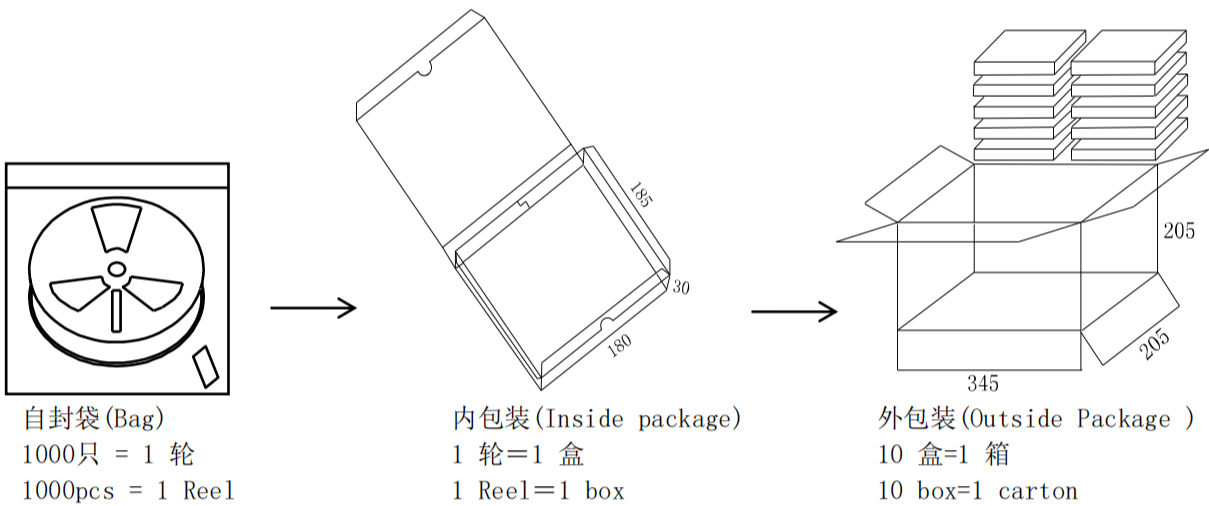 185
30
180
205
205
345
自封袋(Bag)
1000只 = 1 轮
1000pcs = 1 Reel
内包装(Inside package)
1 轮＝1 盒
1 Reel＝1 box
外包装(Outside Package )
10 盒=1 箱
10 box=1 carton